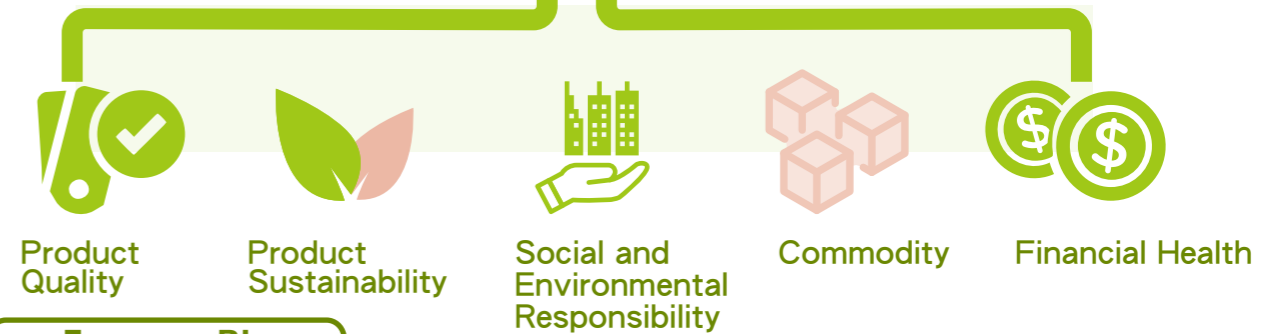 Product
Quality
Product
Sustainability
Social and
Environmental
Responsibility
Commodity
Financial Health